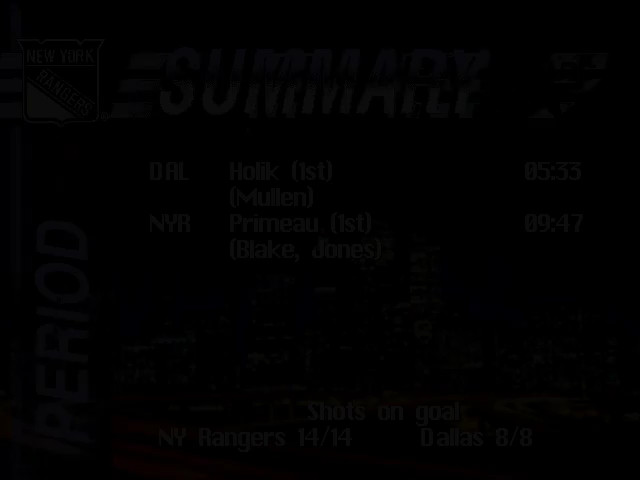 NEW YORK
RANGERS
SUMMARY
PERIOD
DAL Holik (1st) 05:33
(Mullen)
NYR Primeau (1st) 09:47
(Blake, Jones)
Shots on goal
NY Rangers 14/14 Dallas 8/8